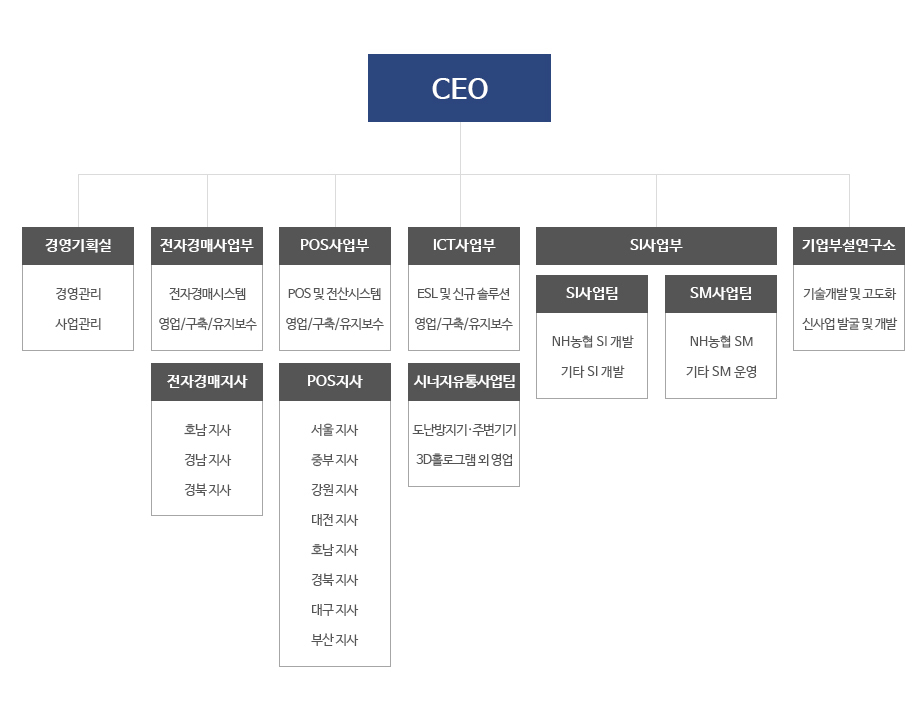 CEO
경영기획실
경영관리
사업관리
전자경매사업부
전자경매시스템
영업/구축/유지보수
전자경매지사
호남 지사
경남 지사
경북 지사
POS사업부
POS 및 전산시스템
영업/구축/유지보수
POS지사
서울 지사
중부 지사
강원 지사
대전 지사
호남 지사
경북 지사
대구 지사
부산 지사
ICT사업부
ESL 및 신규 솔루션
영업/구축/유지보수
시너지유통사업팀
도난방지기·주변기기
3D홀로그램 외 영업
SI사업부
SI사업팀
NH농협 SI 개발
기타 SI 개발
SM사업팀
NH농협 SM
기타 SM 운영
기업부설연구소
기술개발 및 고도화
신사업 발굴 및 개발